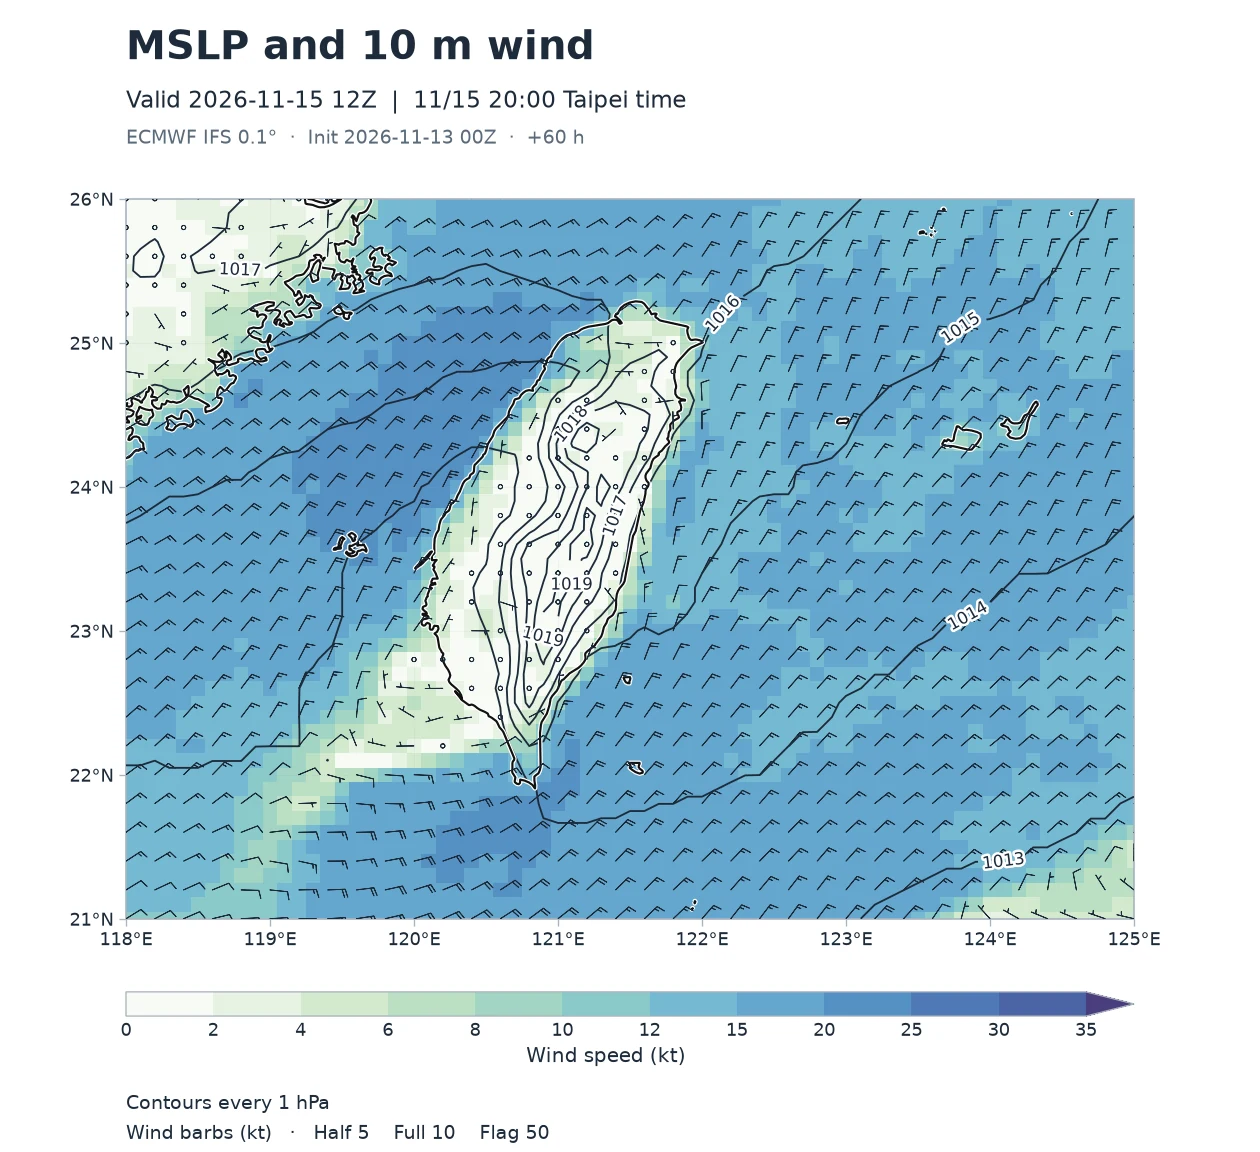 MSLP and 10 m wind
Valid 2026-11-15 12Z | 11/15 20:00 Taipei time
ECMWF IFS 0.1° · Init 2026-11-13 00Z · +60 h
26°N
25°N
24°N
23°N
22°N
21°N
1017
1016
1015
1018
1017
1019
1019
1014
1013
118°E 119°E 120°E 121°E 122°E 123°E 124°E 125°E
0 2 4 6 8 10 12 15 20 25 30 35
Wind speed (kt)
Contours every 1 hPa
Wind barbs (kt) · Half 5 Full 10 Flag 50